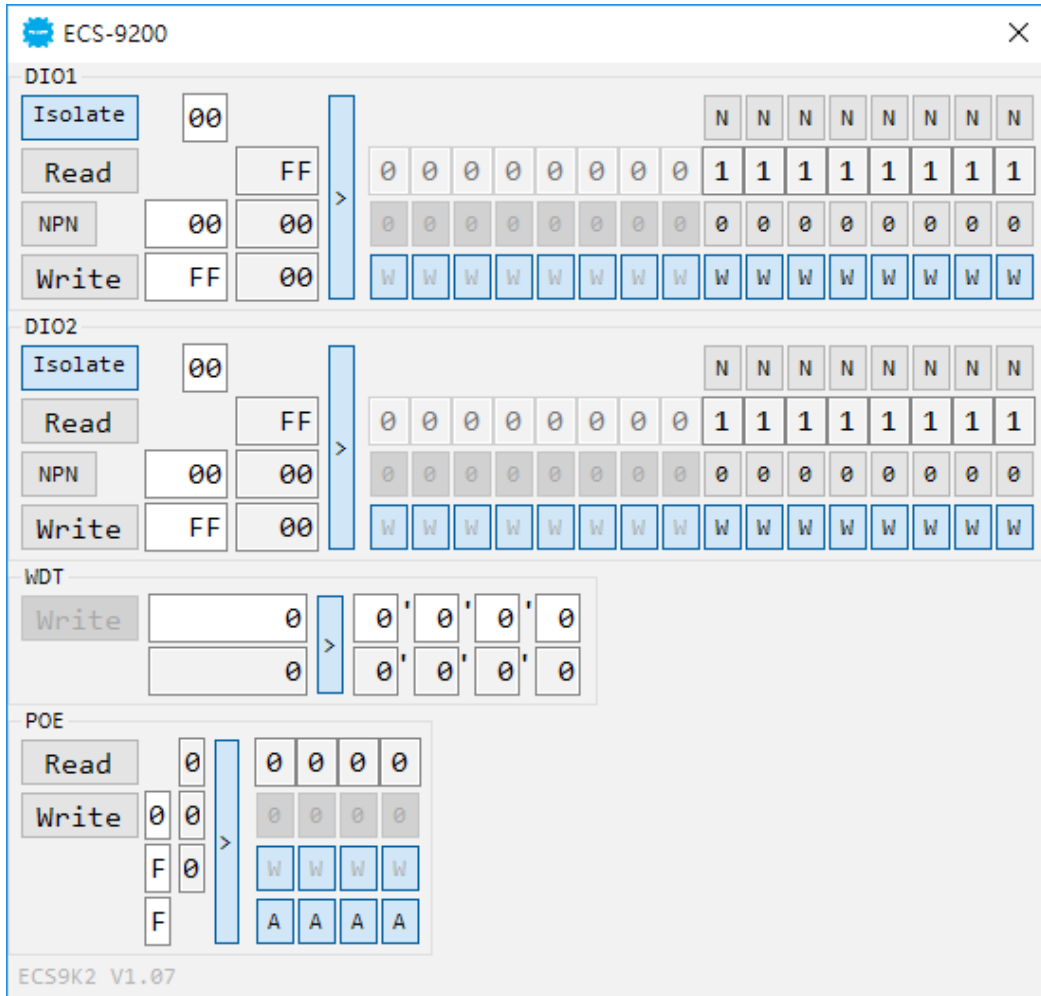 ECS-9200
DIO1
Isolate 00 N N N N N N N N
Read FF > 0 0 0 0 0 0 0 0 1 1 1 1 1 1 1 1
NPN 00 00 0 0 0 0 0 0 0 0 0 0 0 0 0 0 0 0
Write FF 00 W W W W W W W W W W W W W W W W
DIO2
Isolate 00 N N N N N N N N
Read FF > 0 0 0 0 0 0 0 0 1 1 1 1 1 1 1 1
NPN 00 00 0 0 0 0 0 0 0 0 0 0 0 0 0 0 0 0
Write FF 00 W W W W W W W W W W W W W W W W
WDT
Write 0 > 0 ' 0 ' 0 ' 0
0 0 ' 0 ' 0 ' 0
POE
Read 0 0 0 0 0
Write 0 0 > 0 0 0 0
F 0 W W W W
F A A A A
ECS9K2 V1.07